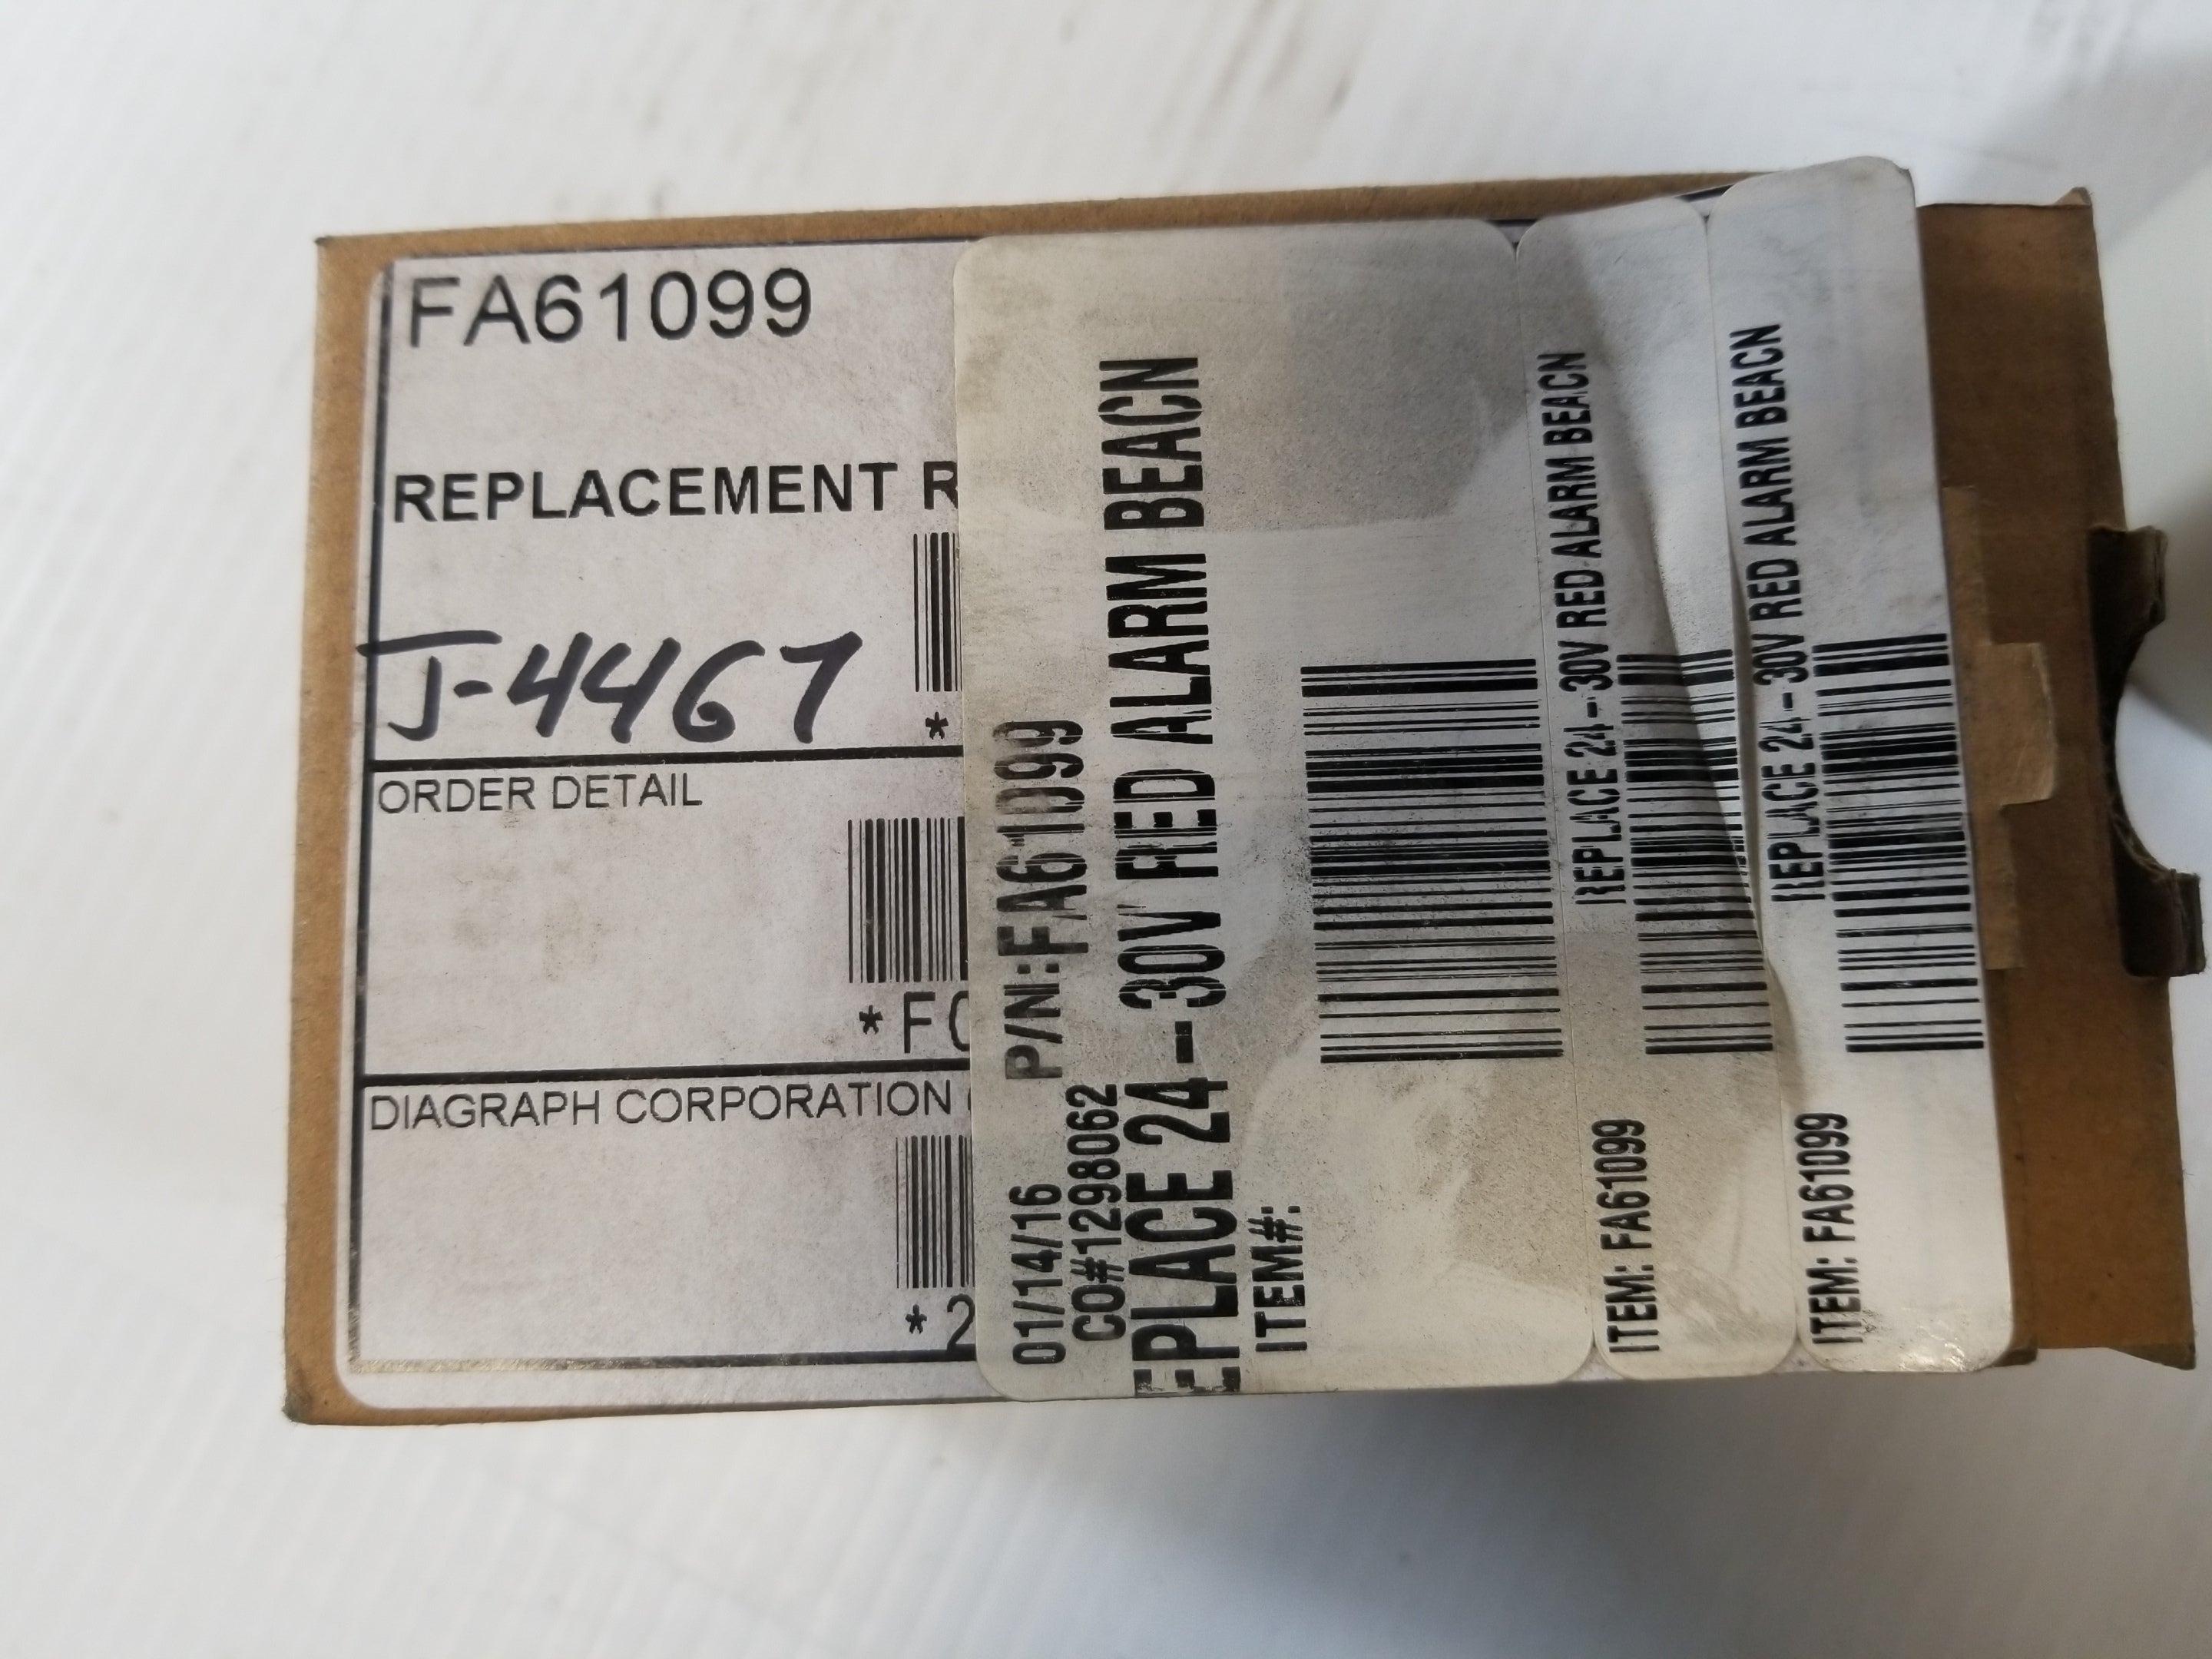 FA61099
REPLACEMENT R
J-4467
*
ORDER DETAIL
*F
DIAGRAPH CORPORATION
*2
01/14/16 P/N:FA61099
CO#1298062
EPLACE 24--30V RED ALARM BEACN
ITEM#:
REPLACE 24--30V RED ALARM BEACN
ITEM: FA61099
REPLACE 24--30V RED ALARM BEACN
ITEM: FA61099